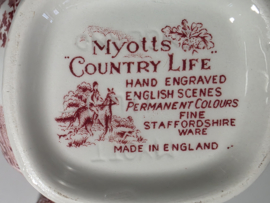 Myotts
"COUNTRY LIFE"
HAND ENGRAVED
ENGLISH SCENES
PERMANENT COLOURS
FINE
STAFFORDSHIRE
WARE
MADE IN ENGLAND